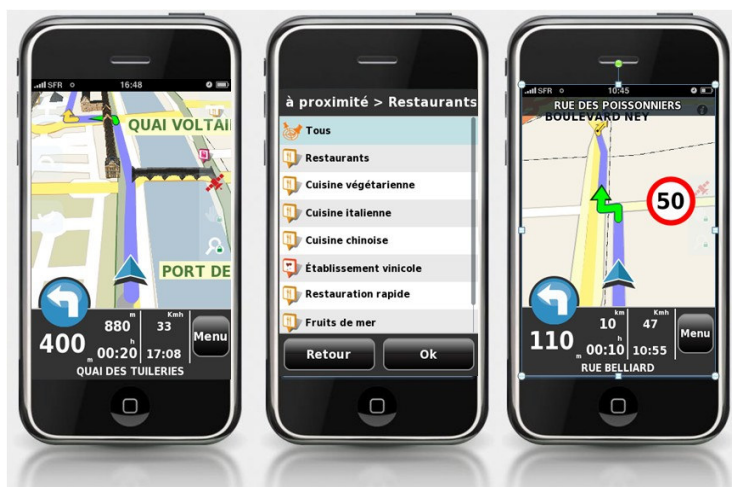 SFR 16:48
QUAI VOLTAI
PORT DE
m Kmh
880 33
400 m h
00:20 17:08
Menu
QUAI DES TUILERIES
à proximité > Restaurants
Tous
Restaurants
Cuisine végétarienne
Cuisine italienne
Cuisine chinoise
Établissement vinicole
Restauration rapide
Fruits de mer
Retour Ok
SFR 10:45
RUE DES POISSONNIERS
BOULEVARD NEY
50
km Kmh
10 47
110 m h
00:10 10:55
Menu
RUE BELLIARD